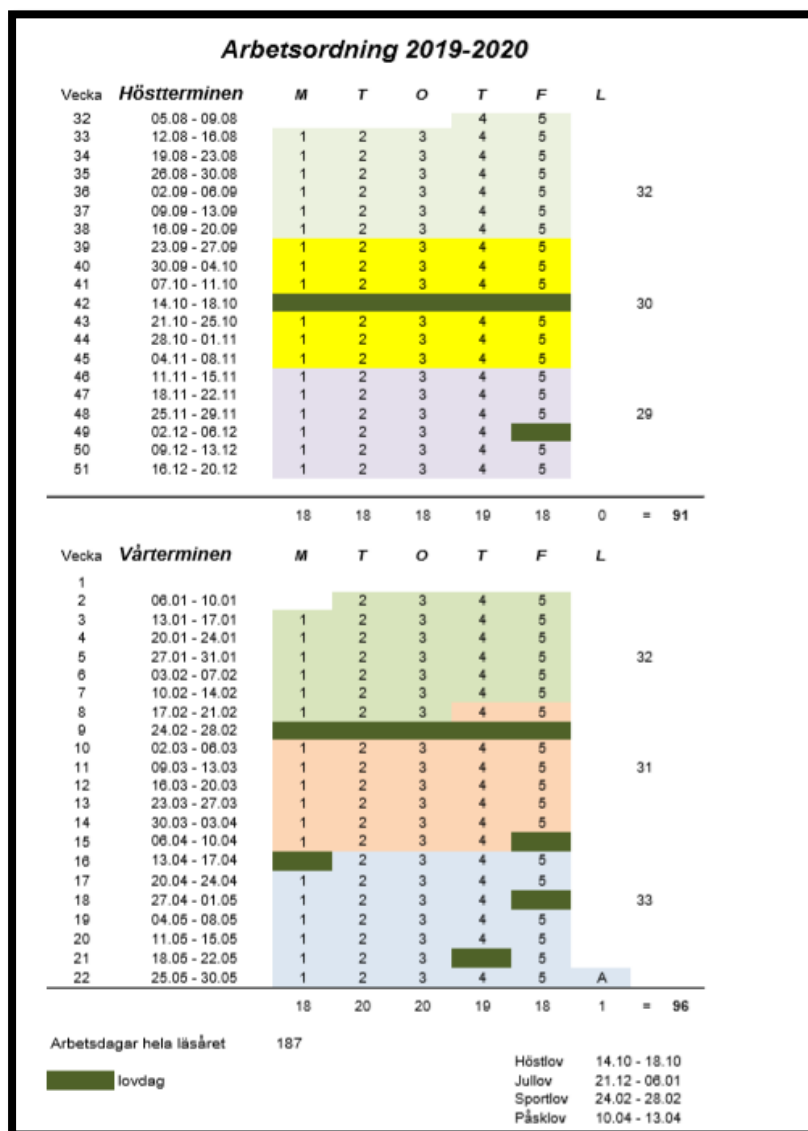 Arbetsordning 2019-2020
Vecka Höstterminen M T O T F L
32 05.08 - 09.08 4 5
33 12.08 - 16.08 1 2 3 4 5
34 19.08 - 23.08 1 2 3 4 5
35 26.08 - 30.08 1 2 3 4 5
36 02.09 - 06.09 1 2 3 4 5 32
37 09.09 - 13.09 1 2 3 4 5
38 16.09 - 20.09 1 2 3 4 5
39 23.09 - 27.09 1 2 3 4 5
40 30.09 - 04.10 1 2 3 4 5
41 07.10 - 11.10 1 2 3 4 5
42 14.10 - 18.10 30
43 21.10 - 25.10 1 2 3 4 5
44 28.10 - 01.11 1 2 3 4 5
45 04.11 - 08.11 1 2 3 4 5
46 11.11 - 15.11 1 2 3 4 5
47 18.11 - 22.11 1 2 3 4 5
48 25.11 - 29.11 1 2 3 4 5 29
49 02.12 - 06.12 1 2 3 4
50 09.12 - 13.12 1 2 3 4 5
51 16.12 - 20.12 1 2 3 4 5
18 18 18 19 18 0 = 91
Vecka Vårterminen M T O T F L
1
2 06.01 - 10.01 2 3 4 5
3 13.01 - 17.01 1 2 3 4 5
4 20.01 - 24.01 1 2 3 4 5
5 27.01 - 31.01 1 2 3 4 5 32
6 03.02 - 07.02 1 2 3 4 5
7 10.02 - 14.02 1 2 3 4 5
8 17.02 - 21.02 1 2 3 4 5
9 24.02 - 28.02
10 02.03 - 06.03 1 2 3 4 5
11 09.03 - 13.03 1 2 3 4 5 31
12 16.03 - 20.03 1 2 3 4 5
13 23.03 - 27.03 1 2 3 4 5
14 30.03 - 03.04 1 2 3 4 5
15 06.04 - 10.04 1 2 3 4
16 13.04 - 17.04 2 3 4 5
17 20.04 - 24.04 1 2 3 4 5
18 27.04 - 01.05 1 2 3 4 33
19 04.05 - 08.05 1 2 3 4 5
20 11.05 - 15.05 1 2 3 4 5
21 18.05 - 22.05 1 2 3 5
22 25.05 - 30.05 1 2 3 4 5 A
18 20 20 19 18 1 = 96
Arbetsdagar hela läsåret 187
lovdag
Höstlov 14.10 - 18.10
Jullov 21.12 - 06.01
Sportlov 24.02 - 28.02
Påsklov 10.04 - 13.04